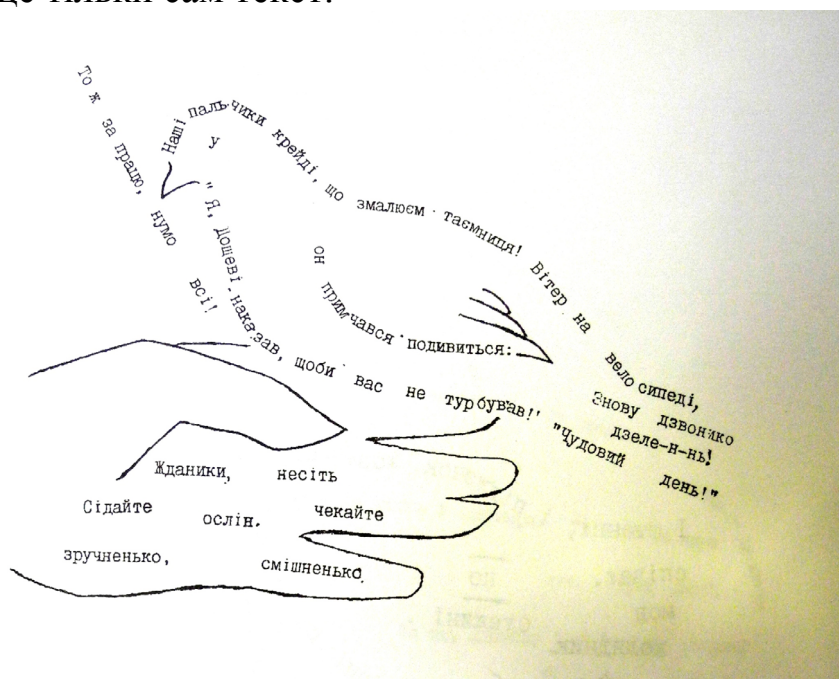 тільки сам текст.
То ж за працю, нумо всі!
Наші пальчики у крейді, що змалюєм таємниця! Вітер на велосипеді,
Знову дзвонико
дзеле-н-нь!
он примчався подивиться:
"Чудовий день!"
" Я, дощеві наказав, щоби вас не турбував!'
Жданики, несіть
Сідайте ослін. чекайте
зручненько, смішненько.